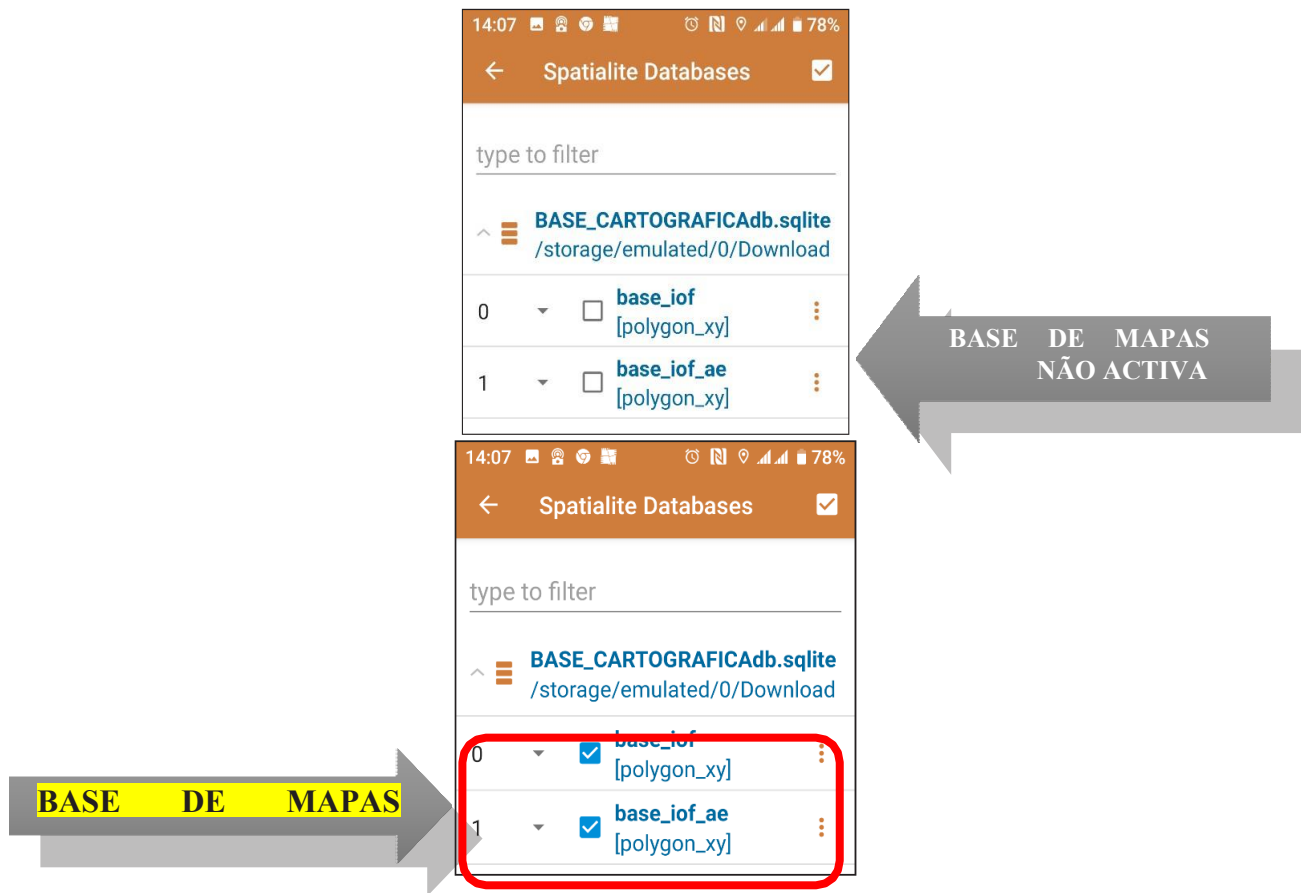 14:07 78%
Spatialite Databases
type to filter
BASE_CARTOGRAFICAdb.sqlite
/storage/emulated/0/Download
0 base_iof
[polygon_xy]
1 base_iof_ae
[polygon_xy]
BASE DE MAPAS
NÃO ACTIVA
14:07 78%
Spatialite Databases
type to filter
BASE_CARTOGRAFICAdb.sqlite
/storage/emulated/0/Download
0 base_iof
[polygon_xy]
1 base_iof_ae
[polygon_xy]
BASE DE MAPAS